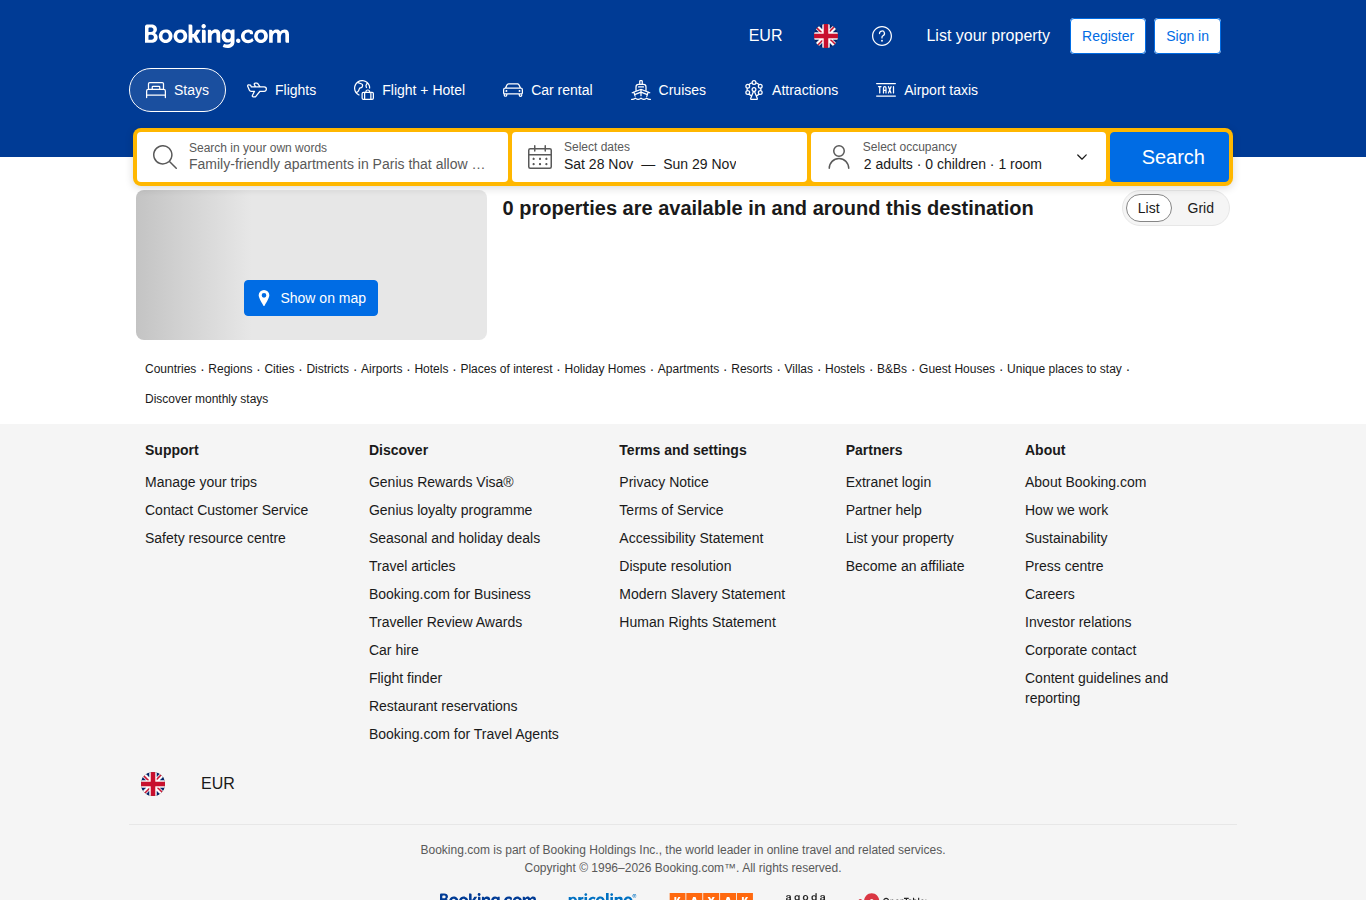 Booking.com
EUR
List your property
Register
Sign in
Stays
Flights
Flight + Hotel
Car rental
Cruises
Attractions
TAXI
Airport taxis
Search in your own words
Family-friendly apartments in Paris that allow …
Select dates
Sat 28 Nov — Sun 29 Nov
Select occupancy
2 adults · 0 children · 1 room
Search
Show on map
0 properties are available in and around this destination
List
Grid
Countries · Regions · Cities · Districts · Airports · Hotels · Places of interest · Holiday Homes · Apartments · Resorts · Villas · Hostels · B&Bs · Guest Houses · Unique places to stay ·
Discover monthly stays
Support
Manage your trips
Contact Customer Service
Safety resource centre
Discover
Genius Rewards Visa®
Genius loyalty programme
Seasonal and holiday deals
Travel articles
Booking.com for Business
Traveller Review Awards
Car hire
Flight finder
Restaurant reservations
Booking.com for Travel Agents
Terms and settings
Privacy Notice
Terms of Service
Accessibility Statement
Dispute resolution
Modern Slavery Statement
Human Rights Statement
Partners
Extranet login
Partner help
List your property
Become an affiliate
About
About Booking.com
How we work
Sustainability
Press centre
Careers
Investor relations
Corporate contact
Content guidelines and
reporting
EUR
Booking.com is part of Booking Holdings Inc., the world leader in online travel and related services.
Copyright © 1996–2026 Booking.com™. All rights reserved.
Booking.com
priceline®
KAYAK
agoda
OpenTable